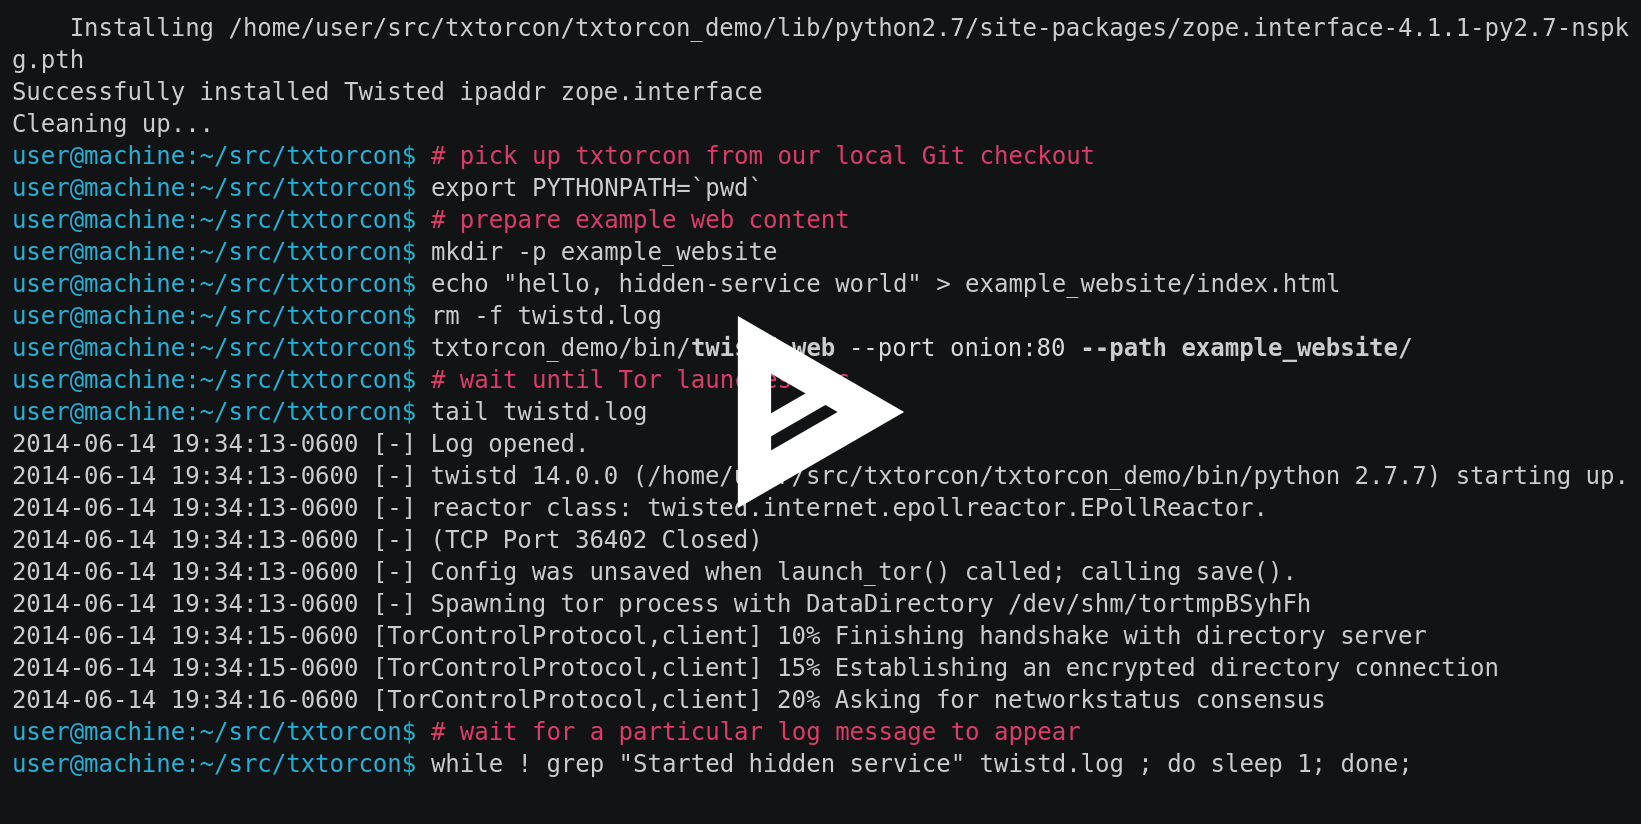 Installing /home/user/src/txtorcon/txtorcon_demo/lib/python2.7/site-packages/zope.interface-4.1.1-py2.7-nspk
g.pth
Successfully installed Twisted ipaddr zope.interface
Cleaning up...
user@machine:~/src/txtorcon$ # pick up txtorcon from our local Git checkout
user@machine:~/src/txtorcon$ export PYTHONPATH=`pwd`
user@machine:~/src/txtorcon$ # prepare example web content
user@machine:~/src/txtorcon$ mkdir -p example_website
user@machine:~/src/txtorcon$ echo "hello, hidden-service world" > example_website/index.html
user@machine:~/src/txtorcon$ rm -f twistd.log
user@machine:~/src/txtorcon$ txtorcon_demo/bin/twistd web --port onion:80 --path example_website/
user@machine:~/src/txtorcon$ # wait until Tor launches
user@machine:~/src/txtorcon$ tail twistd.log
2014-06-14 19:34:13-0600 [-] Log opened.
2014-06-14 19:34:13-0600 [-] twistd 14.0.0 (/home/user/src/txtorcon/txtorcon_demo/bin/python 2.7.7) starting up.
2014-06-14 19:34:13-0600 [-] reactor class: twisted.internet.epollreactor.EPollReactor.
2014-06-14 19:34:13-0600 [-] (TCP Port 36402 Closed)
2014-06-14 19:34:13-0600 [-] Config was unsaved when launch_tor() called; calling save().
2014-06-14 19:34:13-0600 [-] Spawning tor process with DataDirectory /dev/shm/tortmpBSyhFh
2014-06-14 19:34:15-0600 [TorControlProtocol,client] 10% Finishing handshake with directory server
2014-06-14 19:34:15-0600 [TorControlProtocol,client] 15% Establishing an encrypted directory connection
2014-06-14 19:34:16-0600 [TorControlProtocol,client] 20% Asking for networkstatus consensus
user@machine:~/src/txtorcon$ # wait for a particular log message to appear
user@machine:~/src/txtorcon$ while ! grep "Started hidden service" twistd.log ; do sleep 1; done;